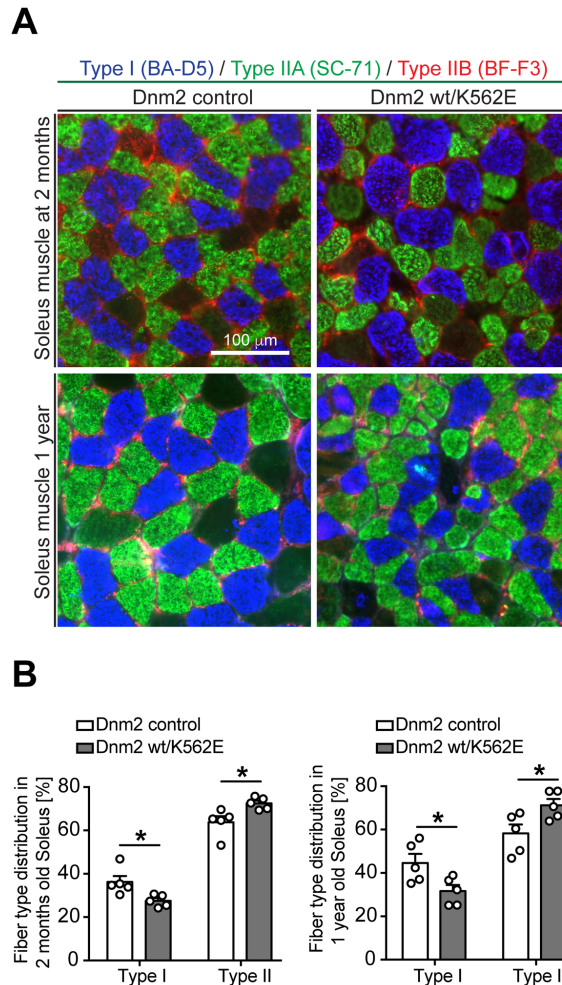 A
Type I (BA-D5) / Type IIA (SC-71) / Type IIB (BF-F3)
Dnm2 control
Dnm2 wt/K562E
Soleus muscle at 2 months
100 μm
Soleus muscle 1 year
B
Dnm2 control
Dnm2 wt/K562E
Fiber type distribution in
2 months old Soleus [%]
80
60
40
20
0
*
*
Type I
Type II
Dnm2 control
Dnm2 wt/K562E
Fiber type distribution in
1 year old Soleus [%]
80
60
40
20
0
*
*
Type I
Type I